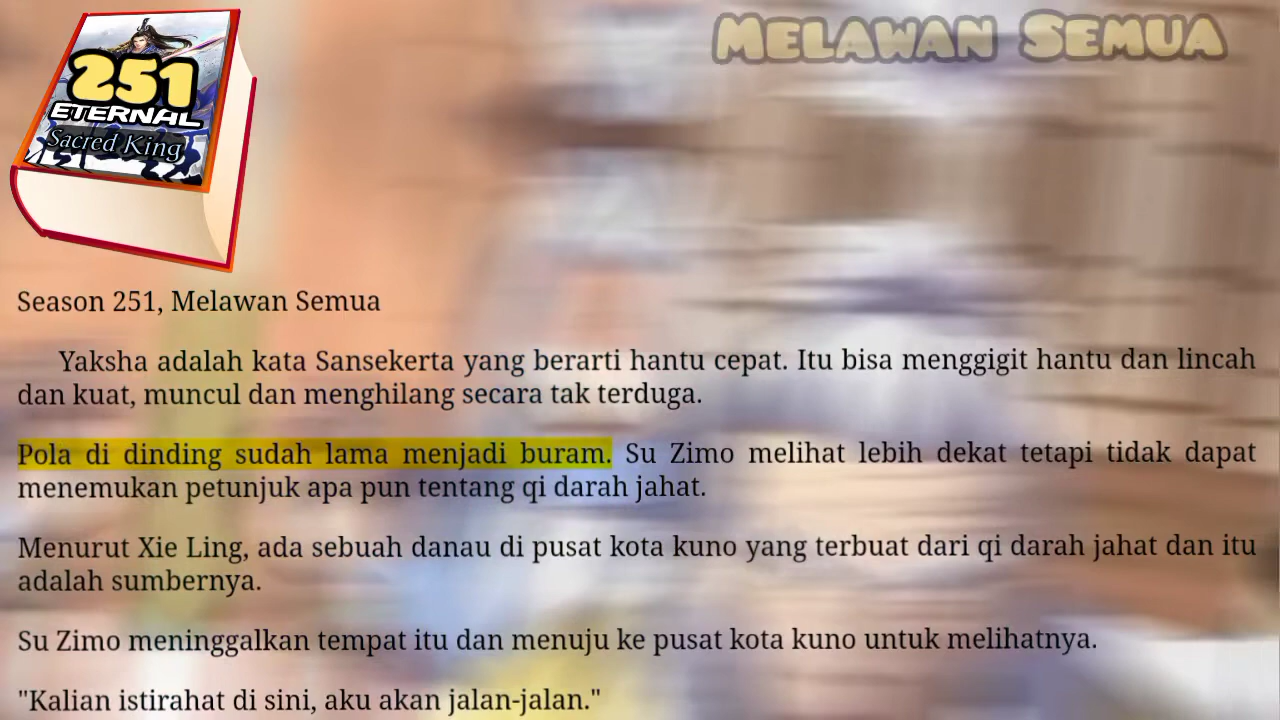 251
ETERNAL
Sacred King
Melawan Semua
Season 251, Melawan Semua
Yaksha adalah kata Sansekerta yang berarti hantu cepat. Itu bisa menggigit hantu dan lincah
dan kuat, muncul dan menghilang secara tak terduga.
Pola di dinding sudah lama menjadi buram. Su Zimo melihat lebih dekat tetapi tidak dapat
menemukan petunjuk apa pun tentang qi darah jahat.
Menurut Xie Ling, ada sebuah danau di pusat kota kuno yang terbuat dari qi darah jahat dan itu
adalah sumbernya.
Su Zimo meninggalkan tempat itu dan menuju ke pusat kota kuno untuk melihatnya.
"Kalian istirahat di sini, aku akan jalan-jalan."